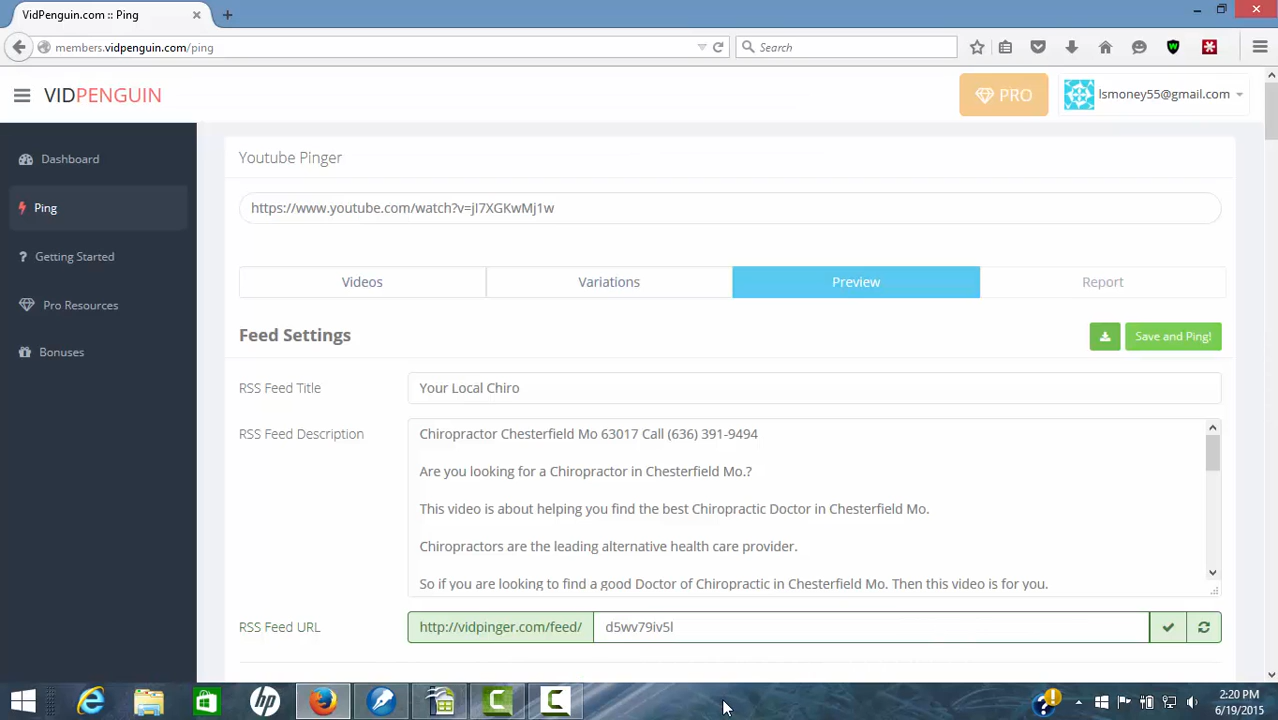 VidPenguin.com :: Ping
members.vidpenguin.com/ping
Search
VIDPENGUIN
PRO
lsmoney55@gmail.com
Dashboard
Ping
Getting Started
Pro Resources
Bonuses
Youtube Pinger
https://www.youtube.com/watch?v=jI7XGKwMj1w
Videos
Variations
Preview
Report
Feed Settings
Save and Ping!
RSS Feed Title
Your Local Chiro
RSS Feed Description
Chiropractor Chesterfield Mo 63017 Call (636) 391-9494
Are you looking for a Chiropractor in Chesterfield Mo.?
This video is about helping you find the best Chiropractic Doctor in Chesterfield Mo.
Chiropractors are the leading alternative health care provider.
So if you are looking to find a good Doctor of Chiropractic in Chesterfield Mo. Then this video is for you.
RSS Feed URL
http://vidpinger.com/feed/
d5wv79iv5l
2:20 PM
6/19/2015